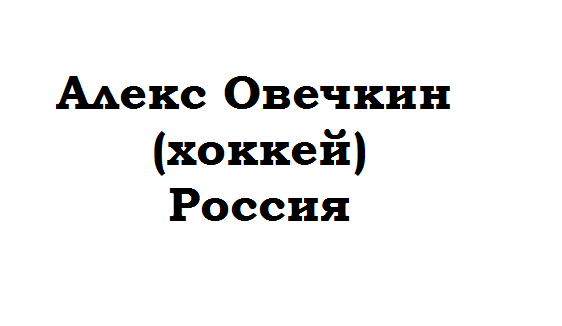 Алекс Овечкин
(хоккей)
Россия